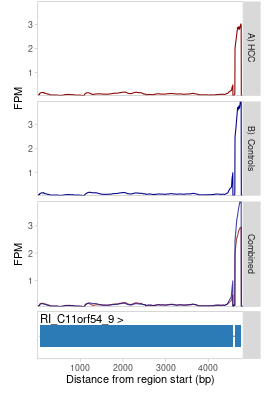 3
2
1
FPM
A) HCC
3
2
1
B) Controls
3
2
1
FPM
Combined
RI_C11orf54_9 >
1000 2000 3000 4000
Distance from region start (bp)